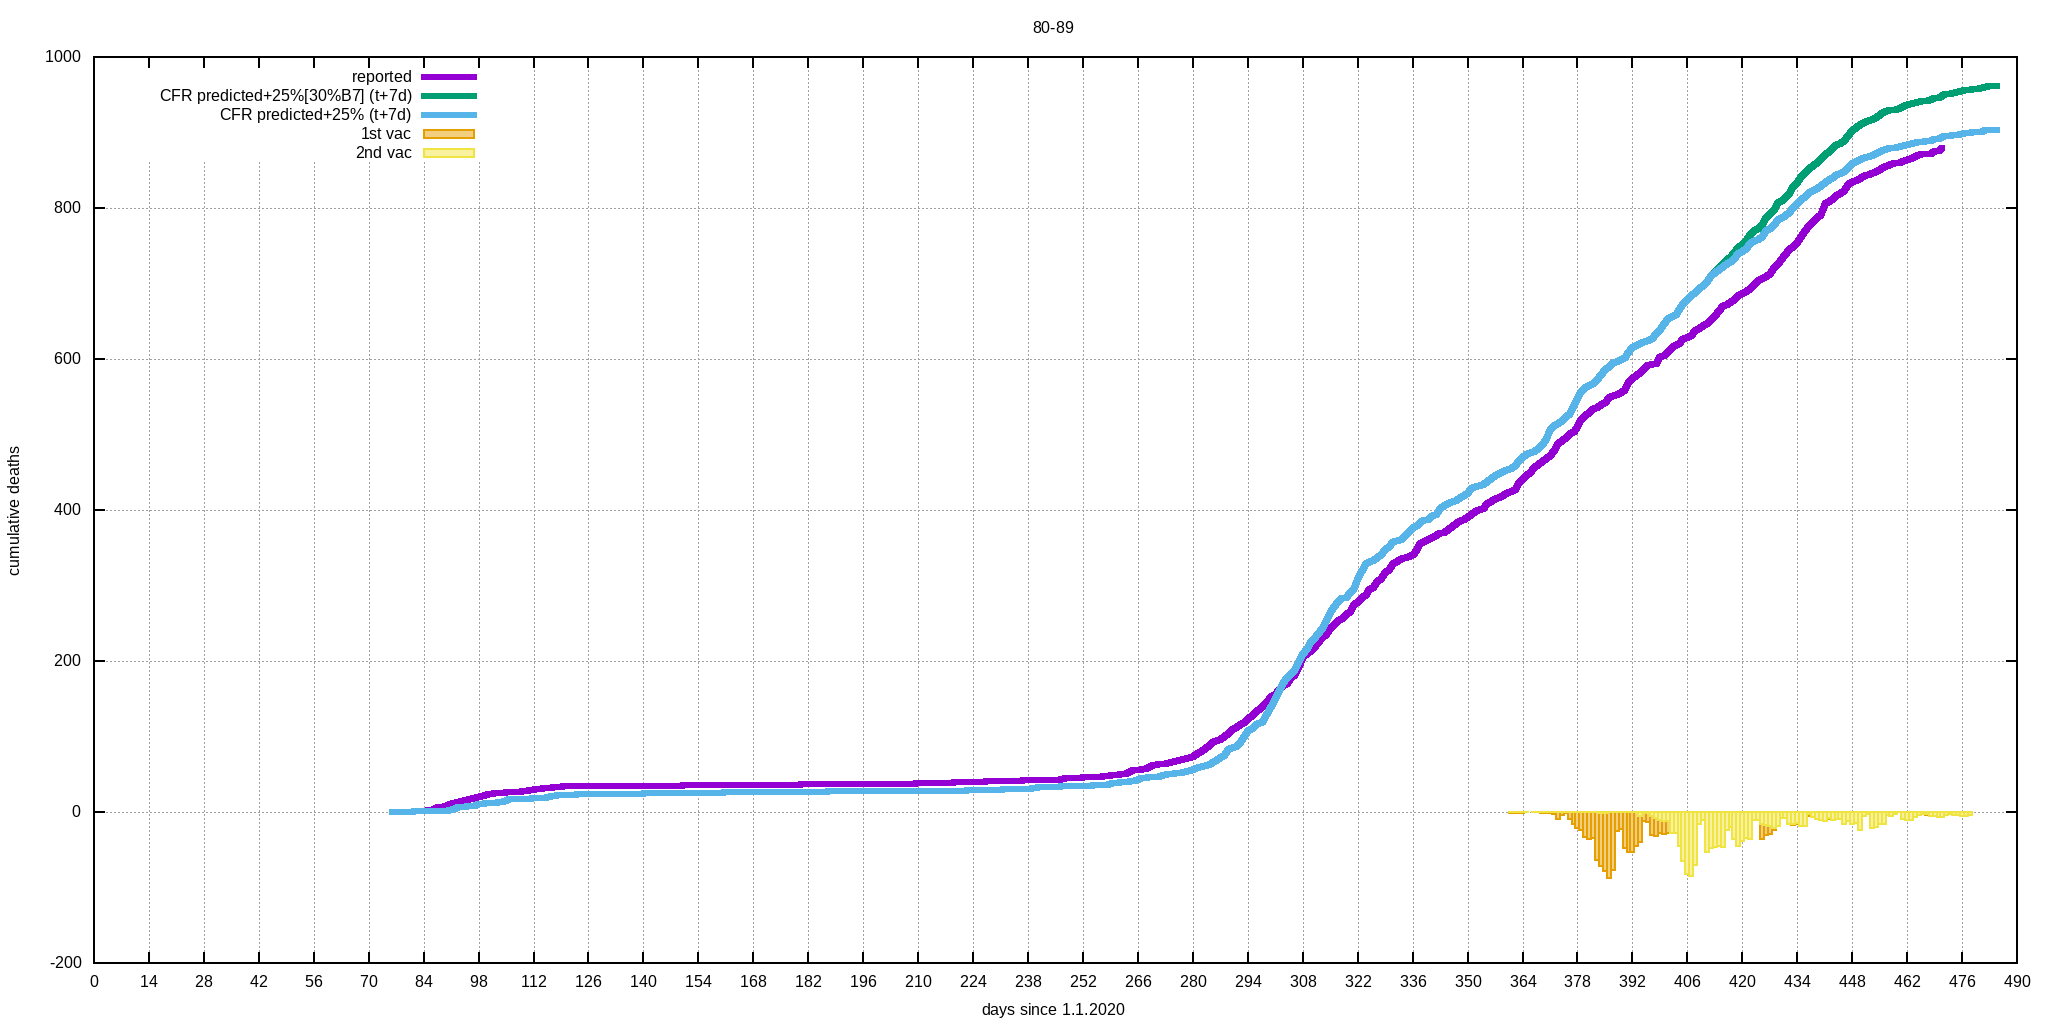 80-89
1000
800
600
400
200
0
-200
cumulative deaths
reported
CFR predicted+25%[30%B7] (t+7d)
CFR predicted+25% (t+7d)
1st vac
2nd vac
0 14 28 42 56 70 84 98 112 126 140 154 168 182 196 210 224 238 252 266 280 294 308 322 336 350 364 378 392 406 420 434 448 462 476 490
days since 1.1.2020